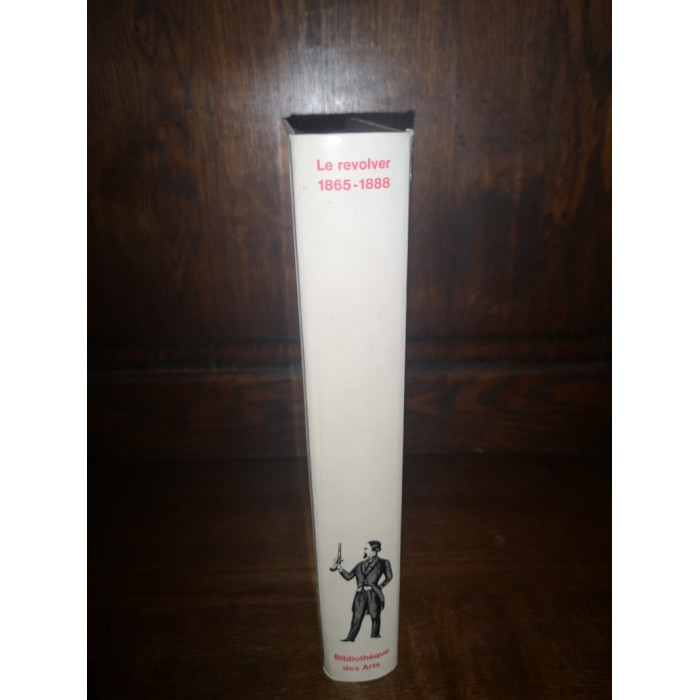 Le revolver
1865-1888
Bibliothèque
des Arts